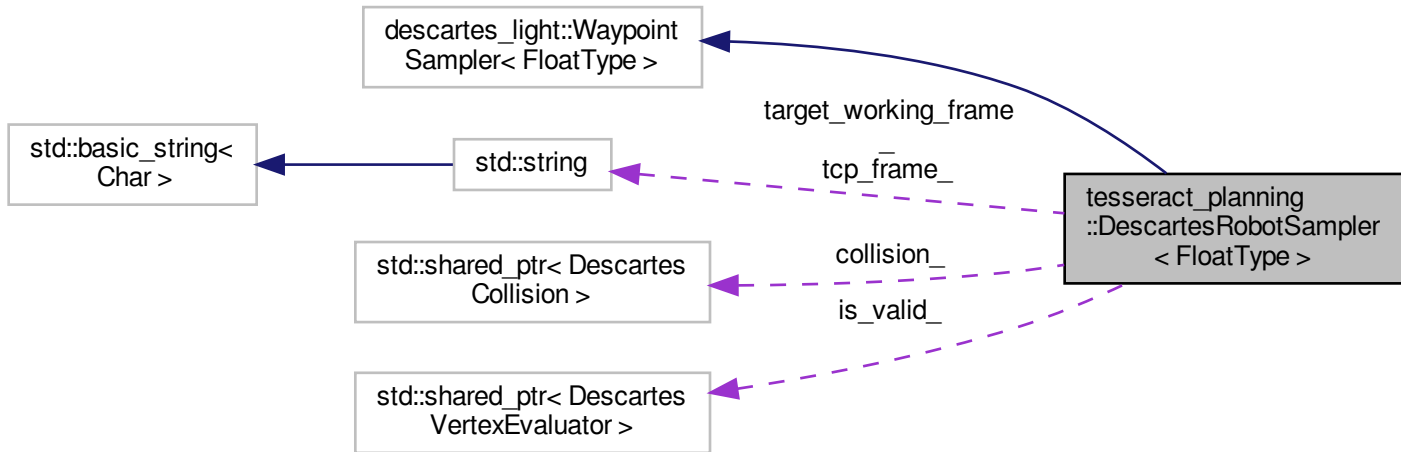 descartes_light::Waypoint
Sampler< FloatType >
target_working_frame
_
tcp_frame_
std::basic_string<
Char >
std::string
tesseract_planning
::DescartesRobotSampler
< FloatType >
collision_
std::shared_ptr< Descartes
Collision >
is_valid_
std::shared_ptr< Descartes
VertexEvaluator >